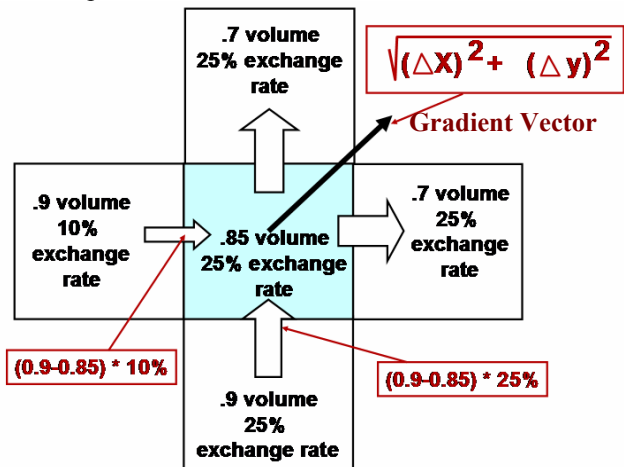 .7 volume
25% exchange
rate
√(△X)² + (△y)²
Gradient Vector
.9 volume
10%
exchange
rate
.85 volume
25% exchange
rate
.7 volume
25%
exchange
rate
(0.9-0.85) * 10%
(0.9-0.85) * 25%
.9 volume
25%
exchange rate